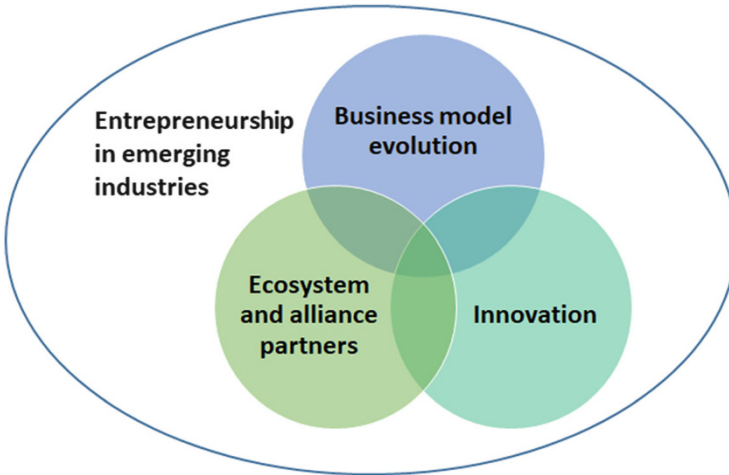 Entrepreneurship
in emerging
industries
Business model
evolution
Ecosystem
and alliance
partners
Innovation